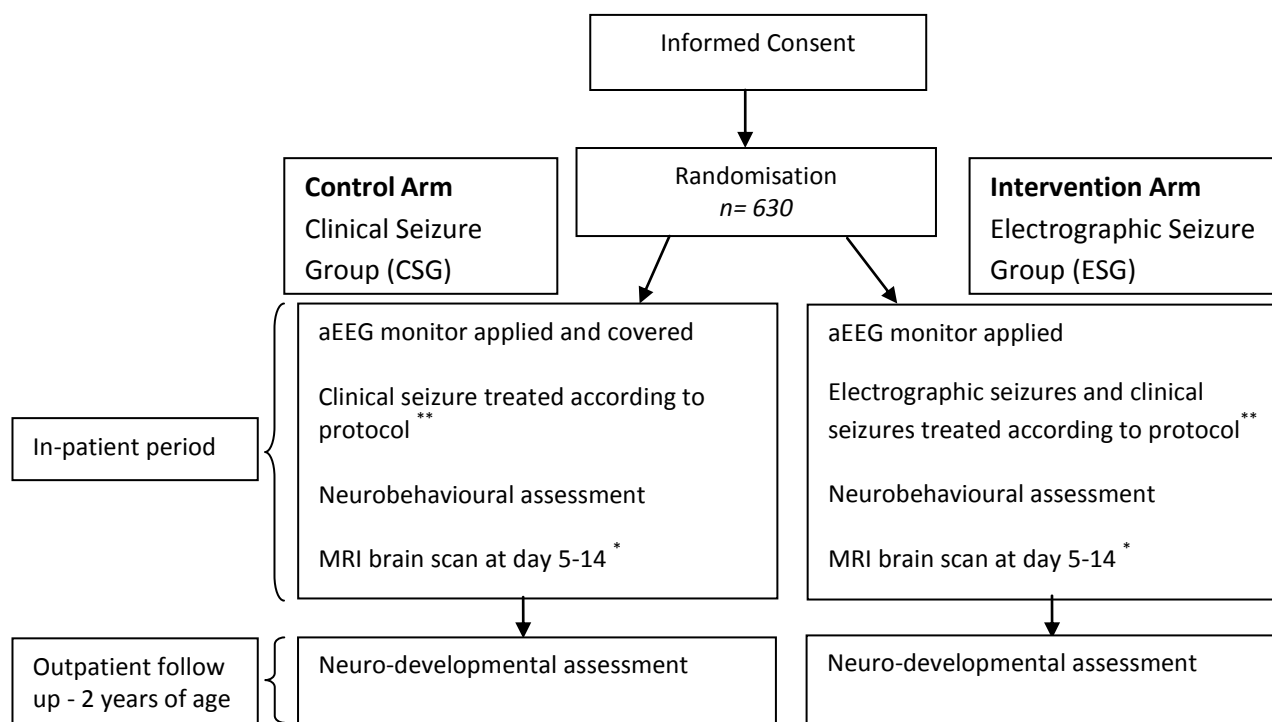 Informed Consent
Randomisation
n= 630
Control Arm
Clinical Seizure
Group (CSG)
Intervention Arm
Electrographic Seizure
Group (ESG)
In-patient period
aEEG monitor applied and covered
Clinical seizure treated according to
protocol **
Neurobehavioural assessment
MRI brain scan at day 5-14 *
aEEG monitor applied
Electrographic seizures and clinical
seizures treated according to protocol**
Neurobehavioural assessment
MRI brain scan at day 5-14 *
Outpatient follow
up - 2 years of age
Neuro-developmental assessment
Neuro-developmental assessment